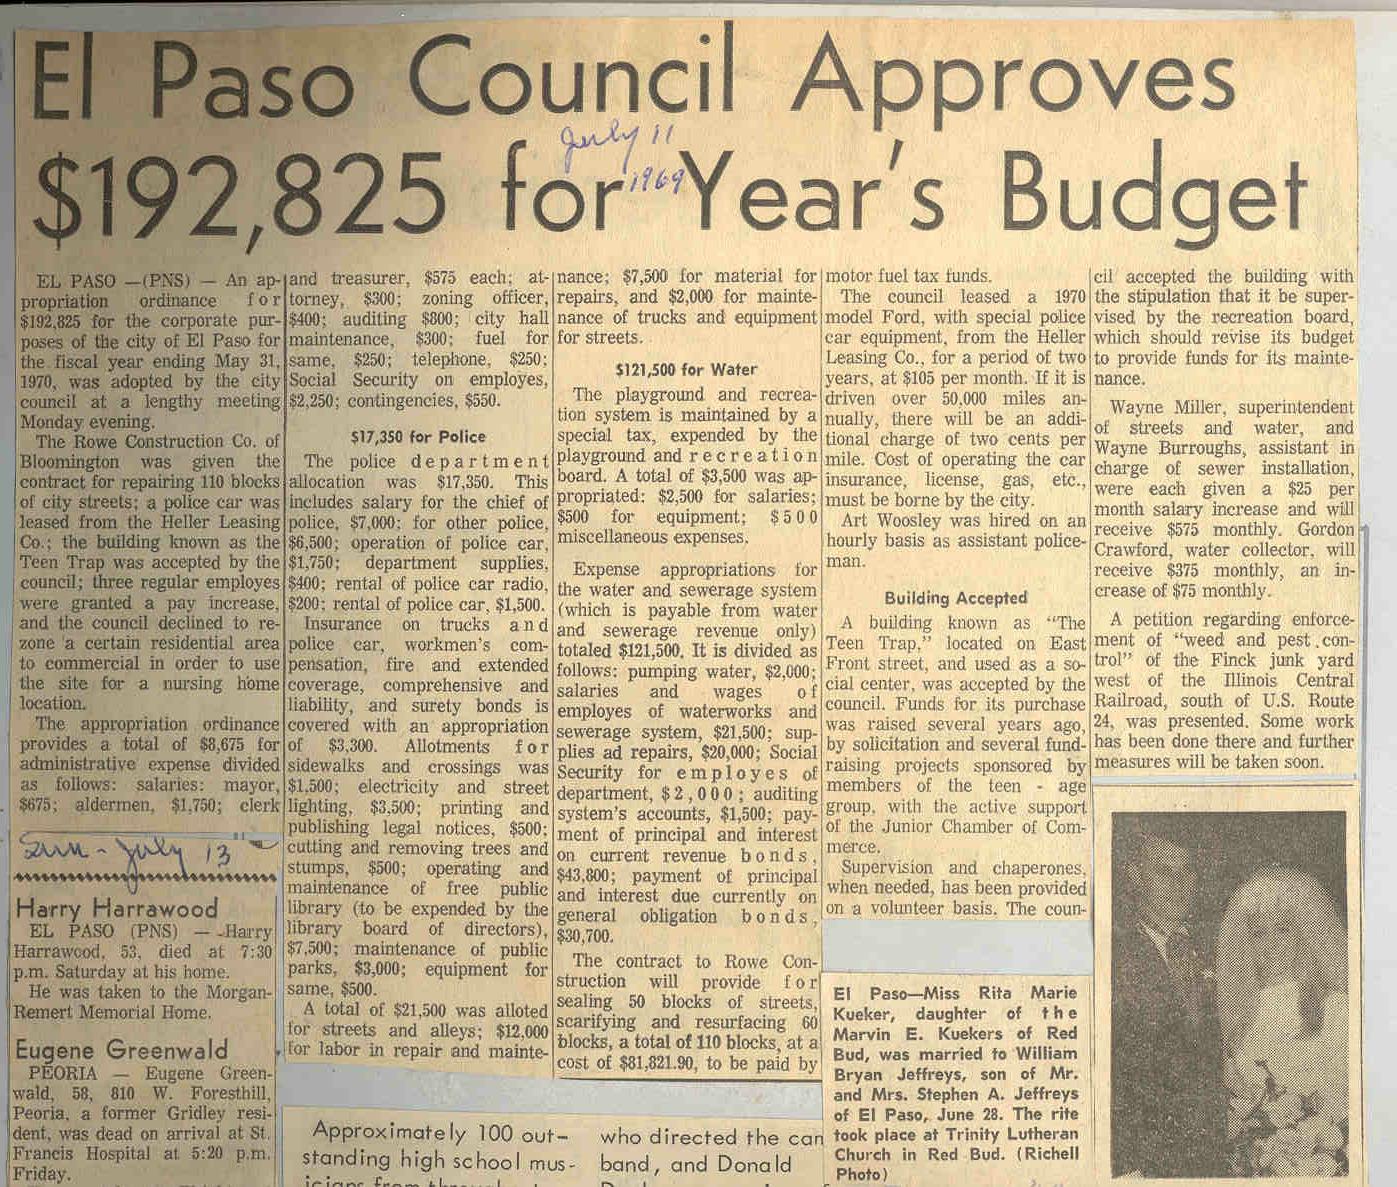 El Paso Council Approves
$192,825 for Year's Budget
July 11
1969
EL PASO —(PNS) — An ap-
propriation ordinance for
$192,825 for the corporate pur-
poses of the city of El Paso for
the fiscal year ending May 31,
1970, was adopted by the city
council at a lengthy meeting
Monday evening.
The Rowe Construction Co. of
Bloomington was given the
contract for repairing 110 blocks
of city streets; a police car was
leased from the Heller Leasing
Co.; the building known as the
Teen Trap was accepted by the
council; three regular employes
were granted a pay increase,
and the council declined to re-
zone a certain residential area
to commercial in order to use
the site for a nursing home
location.
The appropriation ordinance
provides a total of $8,675 for
administrative expense divided
as follows: salaries: mayor,
$675; aldermen, $1,750; clerk
and treasurer, $575 each; at-
torney, $300; zoning officer,
$400; auditing $800; city hall
maintenance, $300; fuel for
same, $250; telephone, $250;
Social Security on employes,
$2,250; contingencies, $550.
$17,350 for Police
The police department
allocation was $17,350. This
includes salary for the chief of
police, $7,000; for other police,
$6,500; operation of police car,
$1,750; department supplies,
$400; rental of police car radio,
$200; rental of police car, $1,500.
Insurance on trucks and
police car, workmen's com-
pensation, fire and extended
coverage, comprehensive and
liability, and surety bonds is
covered with an appropriation
of $3,300. Allotments for
sidewalks and crossings was
$1,500; electricity and street
lighting, $3,500; printing and
publishing legal notices, $500;
cutting and removing trees and
stumps, $500; operating and
maintenance of free public
library (to be expended by the
library board of directors),
$7,500; maintenance of public
parks, $3,000; equipment for
same, $500.
A total of $21,500 was alloted
for streets and alleys; $12,000
for labor in repair and mainte-
nance; $7,500 for material for
repairs, and $2,000 for mainte-
nance of trucks and equipment
for streets.
$121,500 for Water
The playground and recrea-
tion system is maintained by a
special tax, expended by the
playground and recreation
board. A total of $3,500 was ap-
propriated: $2,500 for salaries;
$500 for equipment; $500
miscellaneous expenses.
Expense appropriations for
the water and sewerage system
(which is payable from water
and sewerage revenue only)
totaled $121,500. It is divided as
follows: pumping water, $2,000;
salaries and wages of
employes of waterworks and
sewerage system, $21,500; sup-
plies ad repairs, $20,000; Social
Security for employes of
department, $2,000; auditing
system's accounts, $1,500; pay-
ment of principal and interest
on current revenue bonds,
$43,800; payment of principal
and interest due currently on
general obligation bonds,
$30,700.
The contract to Rowe Con-
struction will provide for
sealing 50 blocks of streets,
scarifying and resurfacing 60
blocks, a total of 110 blocks, at a
cost of $81,821.90, to be paid by
motor fuel tax funds.
The council leased a 1970
model Ford, with special police
car equipment, from the Heller
Leasing Co., for a period of two
years, at $105 per month. If it is
driven over 50,000 miles an-
nually, there will be an addi-
tional charge of two cents per
mile. Cost of operating the car
insurance, license, gas, etc.,
must be borne by the city.
Art Woosley was hired on an
hourly basis as assistant police-
man.
Building Accepted
A building known as “The
Teen Trap,” located on East
Front street, and used as a so-
cial center, was accepted by the
council. Funds for its purchase
was raised several years ago,
by solicitation and several fund-
raising projects sponsored by
members of the teen - age
group, with the active support
of the Junior Chamber of Com-
merce.
Supervision and chaperones,
when needed, has been provided
on a volunteer basis. The coun-
cil accepted the building with
the stipulation that it be super-
vised by the recreation board,
which should revise its budget
to provide funds for its mainte-
nance.
Wayne Miller, superintendent
of streets and water, and
Wayne Burroughs, assistant in
charge of sewer installation,
were each given a $25 per
month salary increase and will
receive $575 monthly. Gordon
Crawford, water collector, will
receive $375 monthly, an in-
crease of $75 monthly.
A petition regarding enforce-
ment of “weed and pest con-
trol” of the Finck junk yard
west of the Illinois Central
Railroad, south of U.S. Route
24, was presented. Some work
has been done there and further
measures will be taken soon.
Sun - July 13
Harry Harrawood
EL PASO (PNS) — Harry
Harrawood, 53, died at 7:30
p.m. Saturday at his home.
He was taken to the Morgan-
Remert Memorial Home.
Eugene Greenwald
PEORIA — Eugene Green-
wald, 58, 810 W. Foresthill,
Peoria, a former Gridley resi-
dent, was dead on arrival at St.
Francis Hospital at 5:20 p.m.
Friday.
Approximately 100 out-
standing high school mus-
who directed the can
band, and Donald
El Paso—Miss Rita Marie
Kueker, daughter of the
Marvin E. Kuekers of Red
Bud, was married to William
Bryan Jeffreys, son of Mr.
and Mrs. Stephen A. Jeffreys
of El Paso, June 28. The rite
took place at Trinity Lutheran
Church in Red Bud. (Richell
Photo)